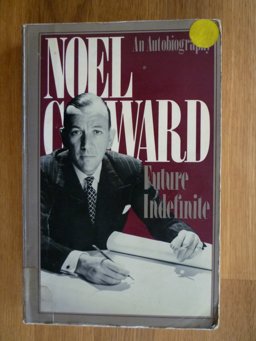 NOEL
An Autobiography
COWARD
Future
Indefinite